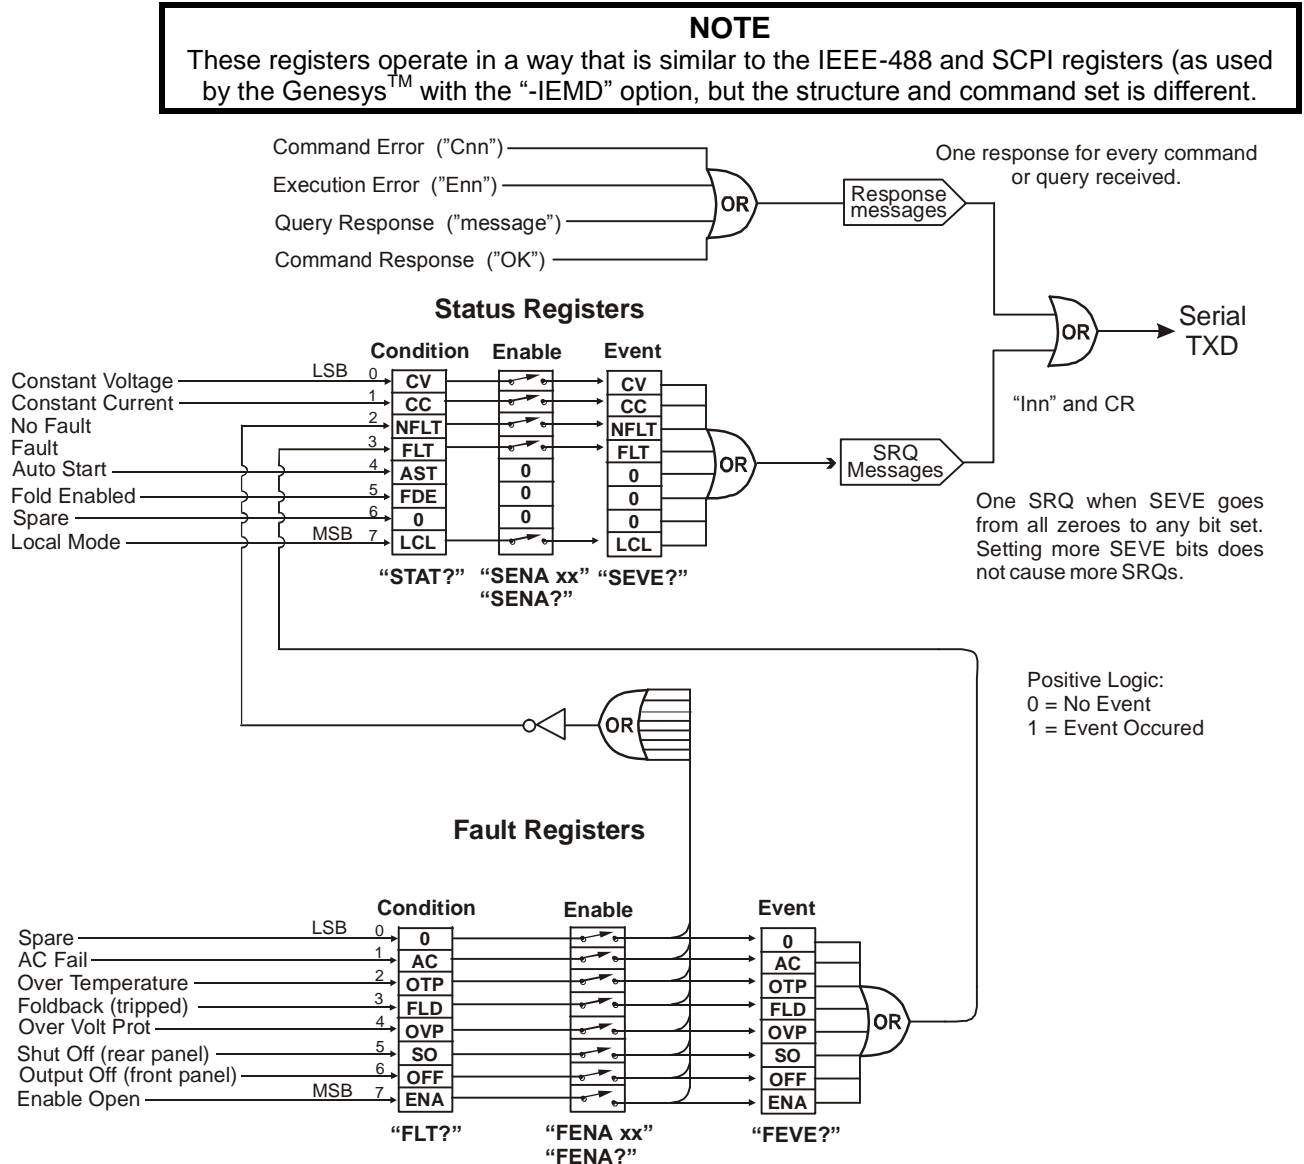 NOTE
These registers operate in a way that is similar to the IEEE-488 and SCPI registers (as used
by the Genesys™ with the “-IEMD” option, but the structure and command set is different.
Command Error (”Cnn”)
Execution Error (”Enn”)
Query Response (”message”)
Command Response (”OK”)
OR
Response
messages
One response for every command
or query received.
OR
Serial
TXD
Status Registers
Condition Enable Event
Constant Voltage LSB 0 CV CV
Constant Current 1 CC CC
No Fault 2 NFLT NFLT
Fault 3 FLT FLT
Auto Start 4 AST 0 0
Fold Enabled 5 FDE 0 0
Spare 6 0 0 0
Local Mode MSB 7 LCL LCL
“STAT?” “SENA xx” “SEVE?”
“SENA?”
OR
SRQ
Messages
“Inn” and CR
One SRQ when SEVE goes
from all zeroes to any bit set.
Setting more SEVE bits does
not cause more SRQs.
Positive Logic:
0 = No Event
1 = Event Occured
OR
Fault Registers
Condition Enable Event
Spare LSB 0 0 0
AC Fail 1 AC AC
Over Temperature 2 OTP OTP
Foldback (tripped) 3 FLD FLD
Over Volt Prot 4 OVP OVP
Shut Off (rear panel) 5 SO SO
Output Off (front panel) 6 OFF OFF
Enable Open MSB 7 ENA ENA
OR
“FLT?” “FENA xx” “FEVE?”
“FENA?”